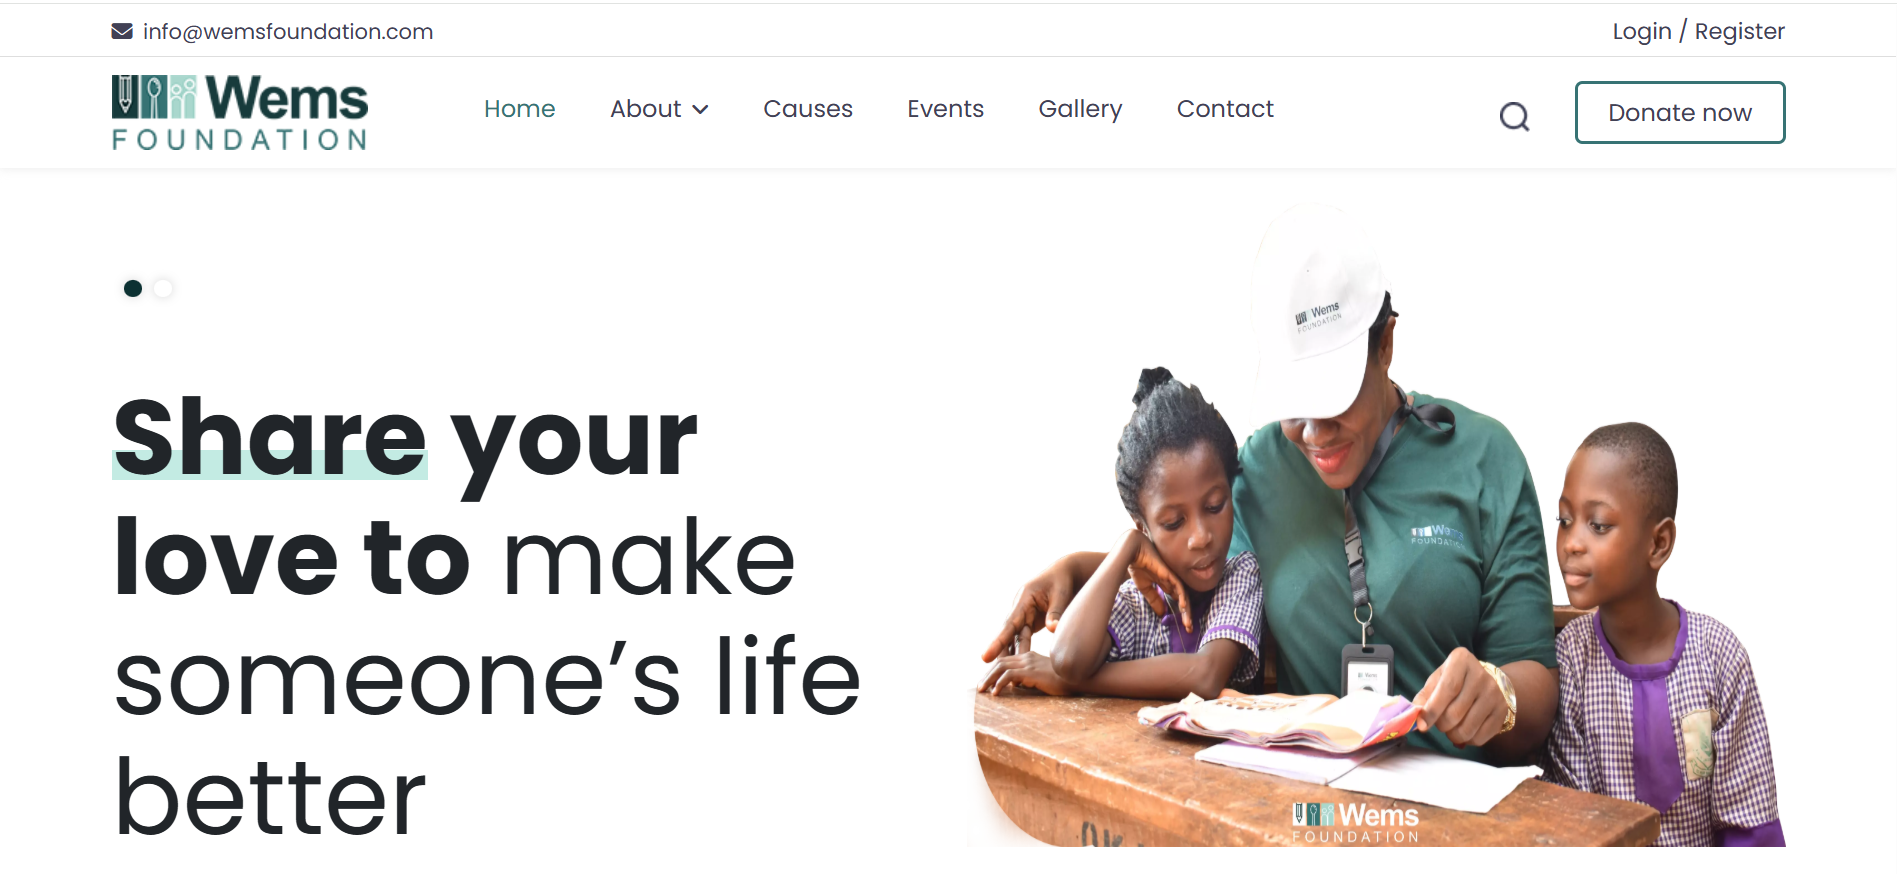 info@wemsfoundation.com
Login / Register
Wems
FOUNDATION
Home About Causes Events Gallery Contact
Donate now
Share your
love to make
someone’s life
better
Wems
FOUNDATION
Wems
FOUNDATION
Wems
FOUNDATION